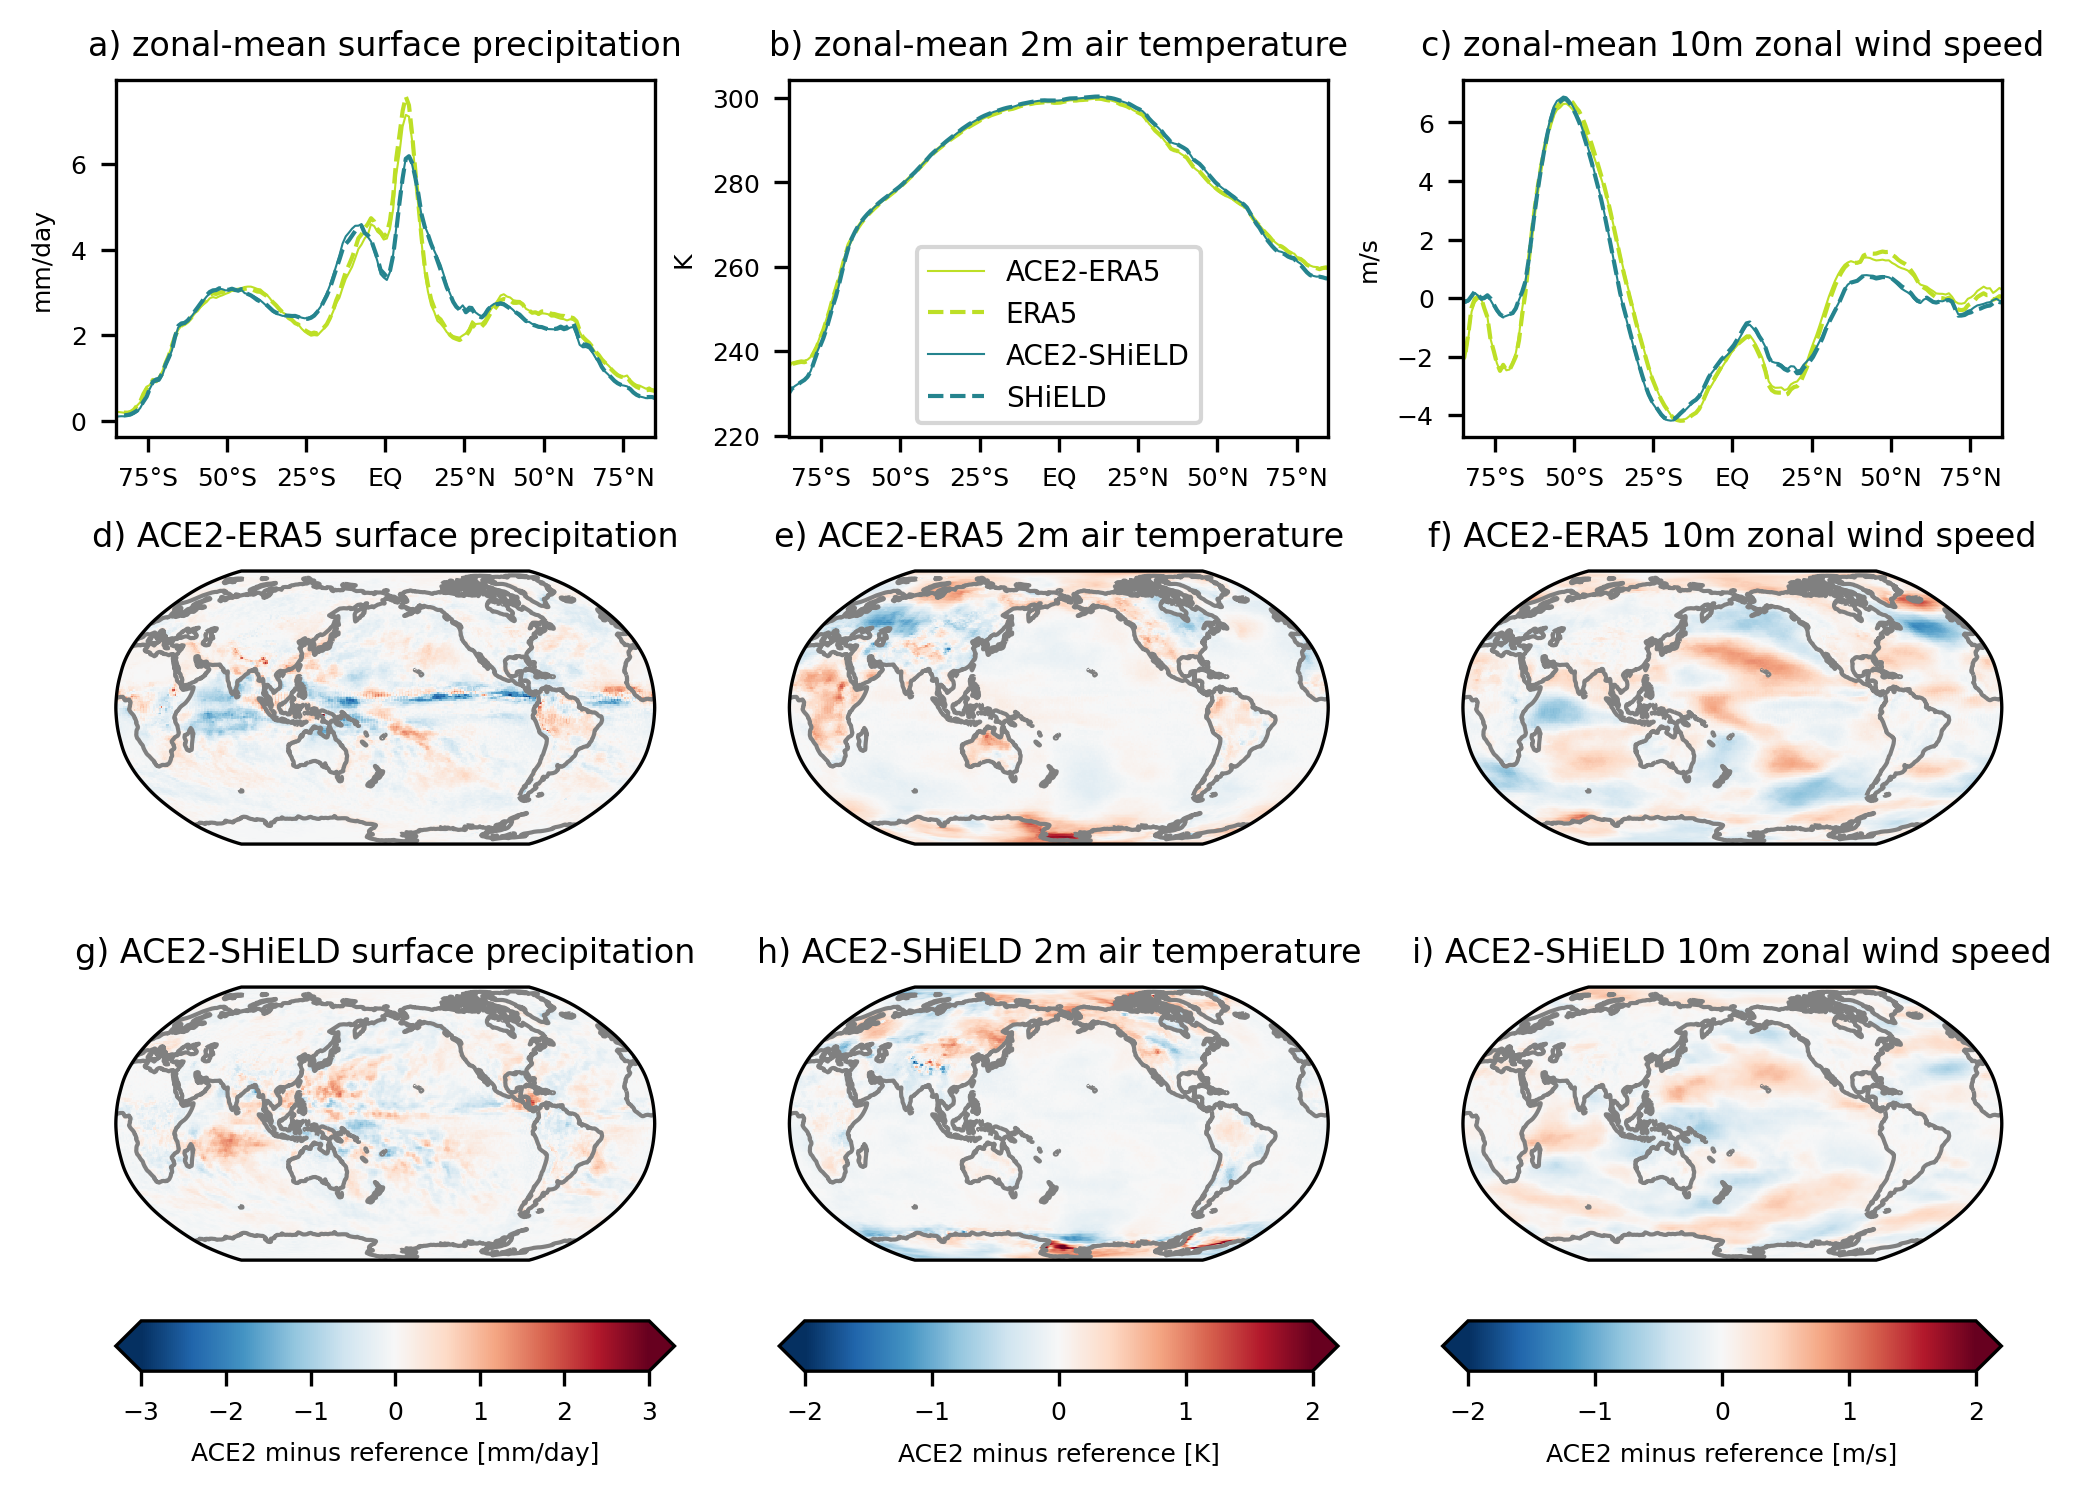 a) zonal-mean surface precipitation
mm/day
6
4
2
0
75°S 50°S 25°S EQ 25°N 50°N 75°N
b) zonal-mean 2m air temperature
K
300
280
260
240
220
ACE2-ERA5
ERA5
ACE2-SHiELD
SHiELD
75°S 50°S 25°S EQ 25°N 50°N 75°N
c) zonal-mean 10m zonal wind speed
m/s
6
4
2
0
−2
−4
75°S 50°S 25°S EQ 25°N 50°N 75°N
d) ACE2-ERA5 surface precipitation
e) ACE2-ERA5 2m air temperature
f) ACE2-ERA5 10m zonal wind speed
g) ACE2-SHiELD surface precipitation
h) ACE2-SHiELD 2m air temperature
i) ACE2-SHiELD 10m zonal wind speed
−3 −2 −1 0 1 2 3
ACE2 minus reference [mm/day]
−2 −1 0 1 2
ACE2 minus reference [K]
−2 −1 0 1 2
ACE2 minus reference [m/s]